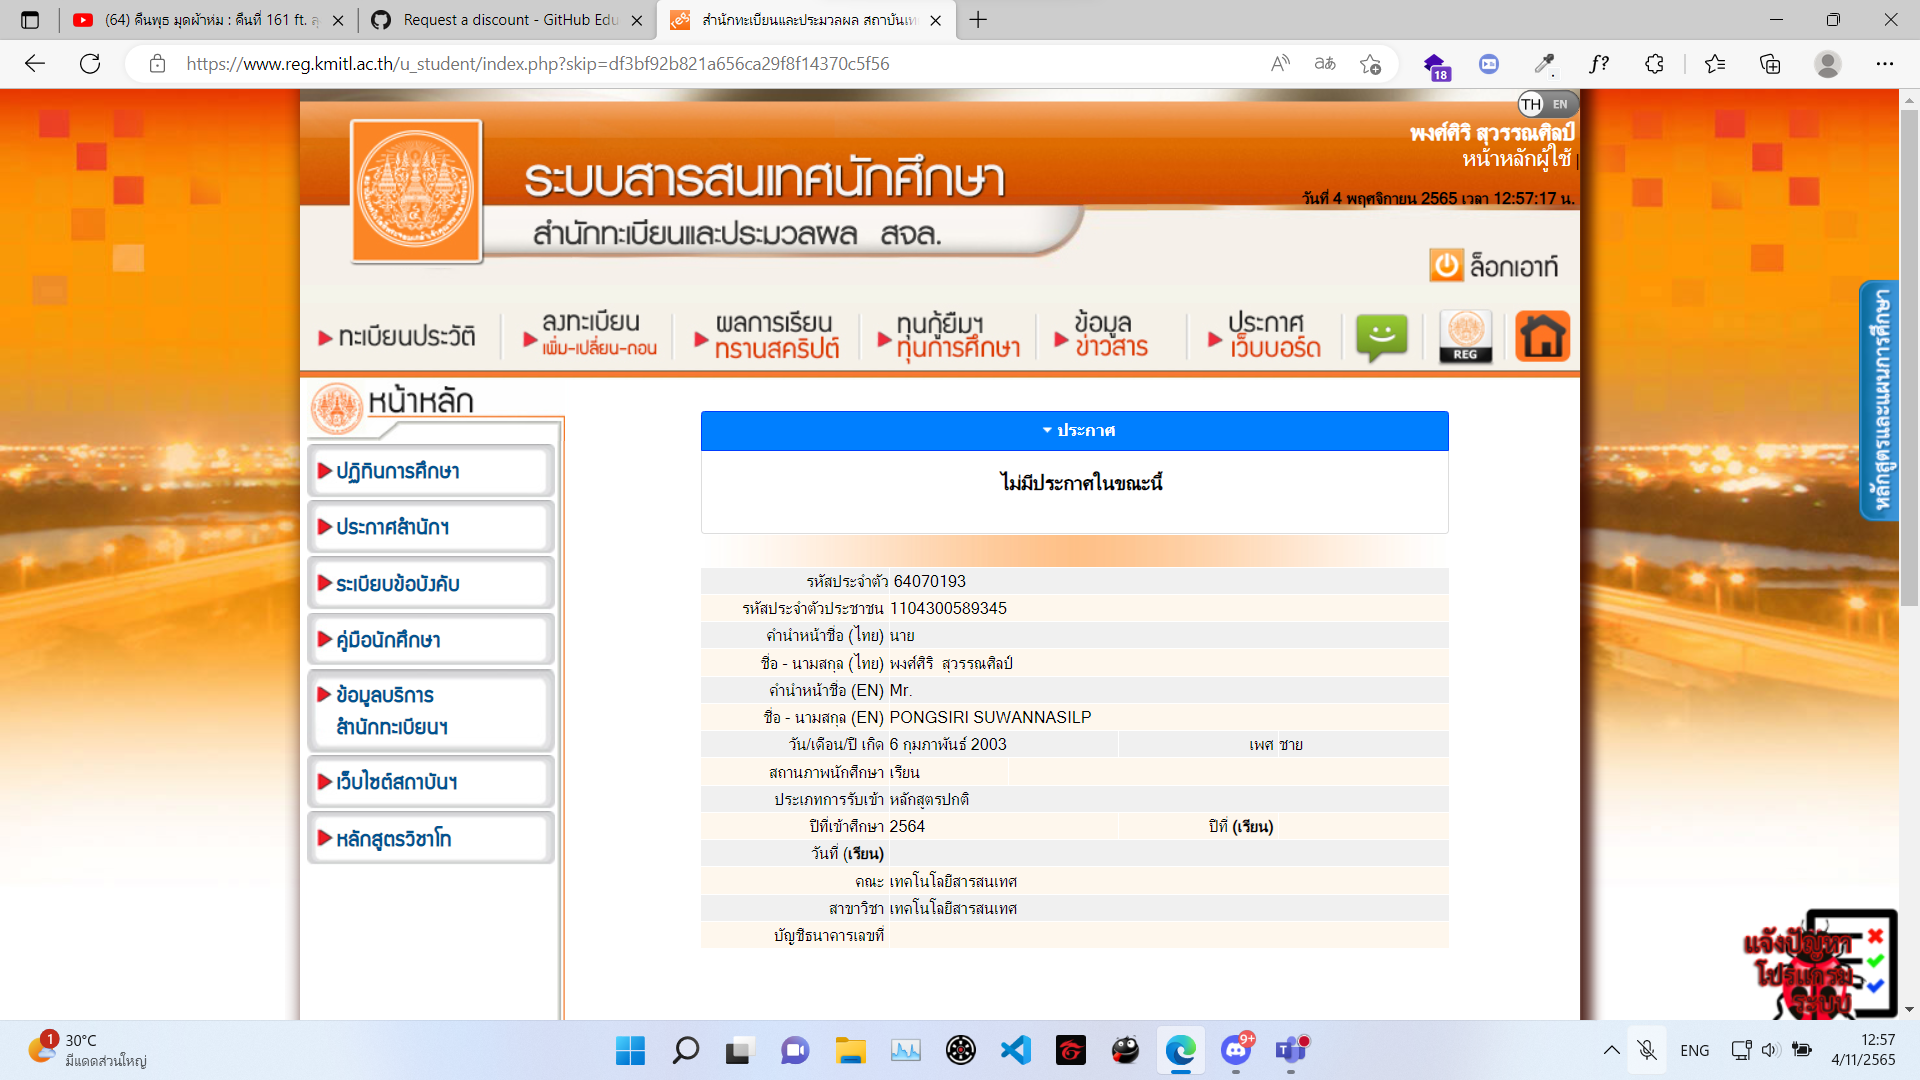 (64) คืนพุธ มุดผ้าห่ม : คืนที่ 161 ft.
Request a discount - GitHub Edu
สำนักทะเบียนและประมวลผล สถาบันเท
https://www.reg.kmitl.ac.th/u_student/index.php?skip=df3bf92b821a656ca29f8f14370c5f56
18
TH EN
พงศ์ศิริ สุวรรณศิลป์
หน้าหลักผู้ใช้ |
วันที่ 4 พฤศจิกายน 2565 เวลา 12:57:17 น.
ระบบสารสนเทศนักศึกษา
สำนักทะเบียนและประมวลผล สจล.
ล็อกเอาท์
ทะเบียนประวัติ
ลงทะเบียน
เพิ่ม-เปลี่ยน-ถอน
ผลการเรียน
ทรานสคริปต์
ทุนกู้ยืมฯ
ทุนการศึกษา
ข้อมูล
ข่าวสาร
ประกาศ
เว็บบอร์ด
REG
หลักสูตรและแผนการศึกษา
หน้าหลัก
ปฏิทินการศึกษา
ประกาศสำนักฯ
ระเบียบข้อบังคับ
คู่มือนักศึกษา
ข้อมูลบริการ
สำนักทะเบียนฯ
เว็บไซต์สถาบันฯ
หลักสูตรวิชาโท
ประกาศ
ไม่มีประกาศในขณะนี้
รหัสประจำตัว 64070193
รหัสประจำตัวประชาชน 1104300589345
คำนำหน้าชื่อ (ไทย) นาย
ชื่อ - นามสกุล (ไทย) พงศ์ศิริ สุวรรณศิลป์
คำนำหน้าชื่อ (EN) Mr.
ชื่อ - นามสกุล (EN) PONGSIRI SUWANNASILP
วัน/เดือน/ปี เกิด 6 กุมภาพันธ์ 2003 เพศ ชาย
สถานภาพนักศึกษา เรียน
ประเภทการรับเข้า หลักสูตรปกติ
ปีที่เข้าศึกษา 2564 ปีที่ (เรียน)
วันที่ (เรียน)
คณะ เทคโนโลยีสารสนเทศ
สาขาวิชา เทคโนโลยีสารสนเทศ
บัญชีธนาคารเลขที่
แจ้งปัญหา
โปรแกรม
ระบบ
1
30°C
มีแดดส่วนใหญ่
9+
ENG
12:57
4/11/2565